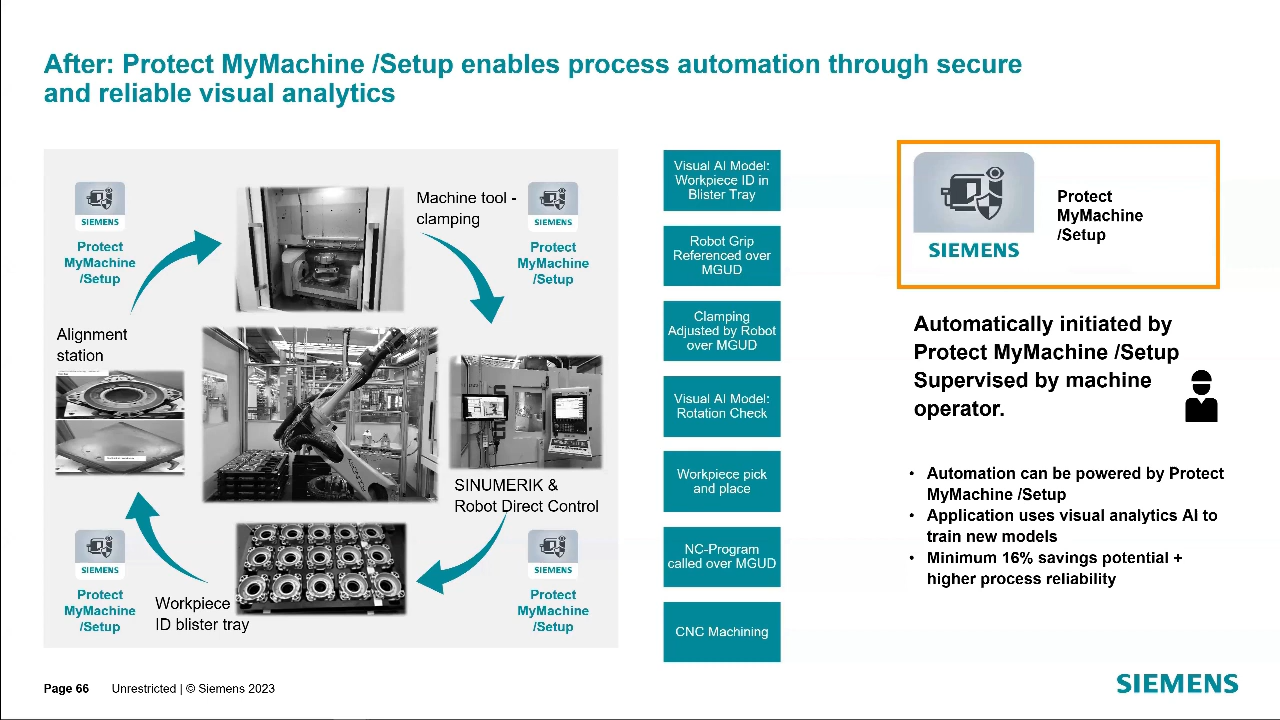 After: Protect MyMachine /Setup enables process automation through secure
and reliable visual analytics
SIEMENS
Protect
MyMachine
/Setup
Machine tool -
clamping
SIEMENS
Protect
MyMachine
/Setup
Alignment
station
SINUMERIK &
Robot Direct Control
SIEMENS
Protect
MyMachine
/Setup
Workpiece
ID blister tray
SIEMENS
Protect
MyMachine
/Setup
Visual AI Model:
Workpiece ID in
Blister Tray
Robot Grip
Referenced over
MGUD
Clamping
Adjusted by Robot
over MGUD
Visual AI Model:
Rotation Check
Workpiece pick
and place
NC-Program
called over MGUD
CNC Machining
SIEMENS
Protect
MyMachine
/Setup
Automatically initiated by
Protect MyMachine /Setup
Supervised by machine
operator.
• Automation can be powered by Protect
MyMachine /Setup
• Application uses visual analytics AI to
train new models
• Minimum 16% savings potential +
higher process reliability
Page 66 Unrestricted | © Siemens 2023
SIEMENS